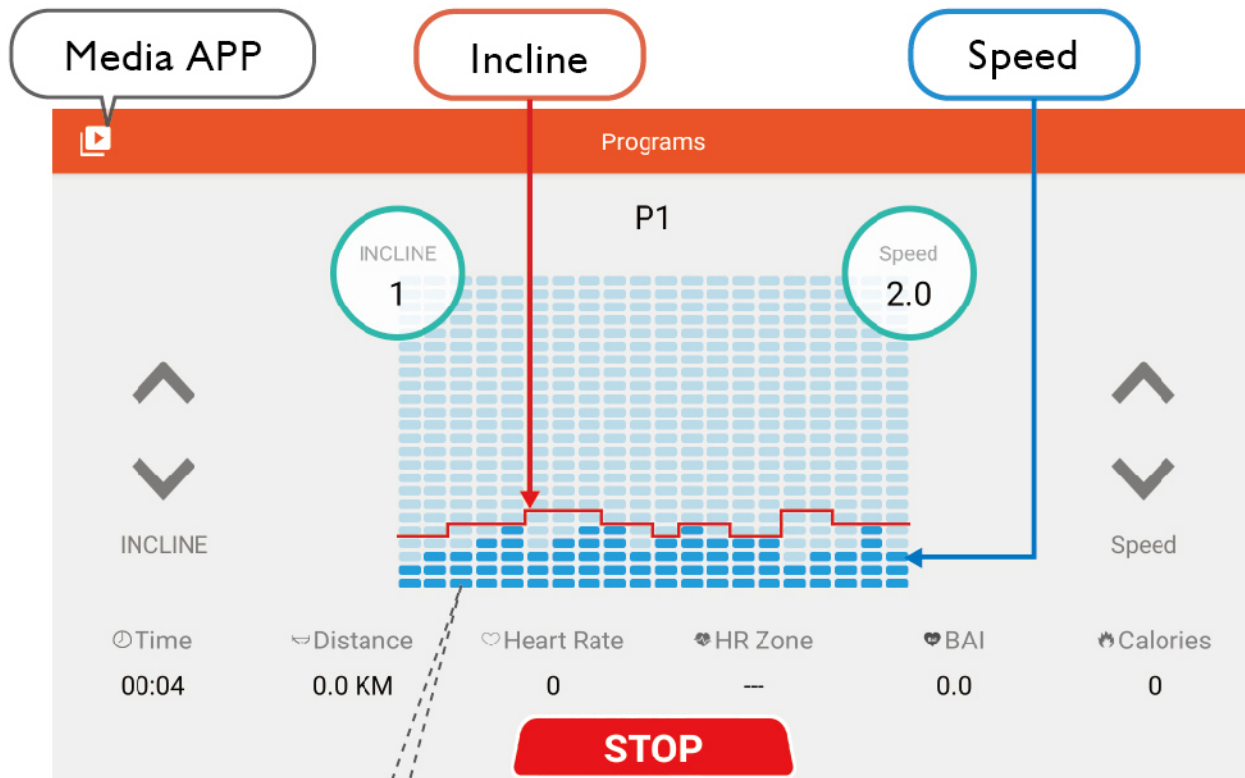 Media APP
Incline
Speed
Programs
P1
INCLINE
1
Speed
2.0
INCLINE
Speed
Time
Distance
Heart Rate
HR Zone
BAI
Calories
00:04
0.0 KM
0
---
0.0
0
STOP